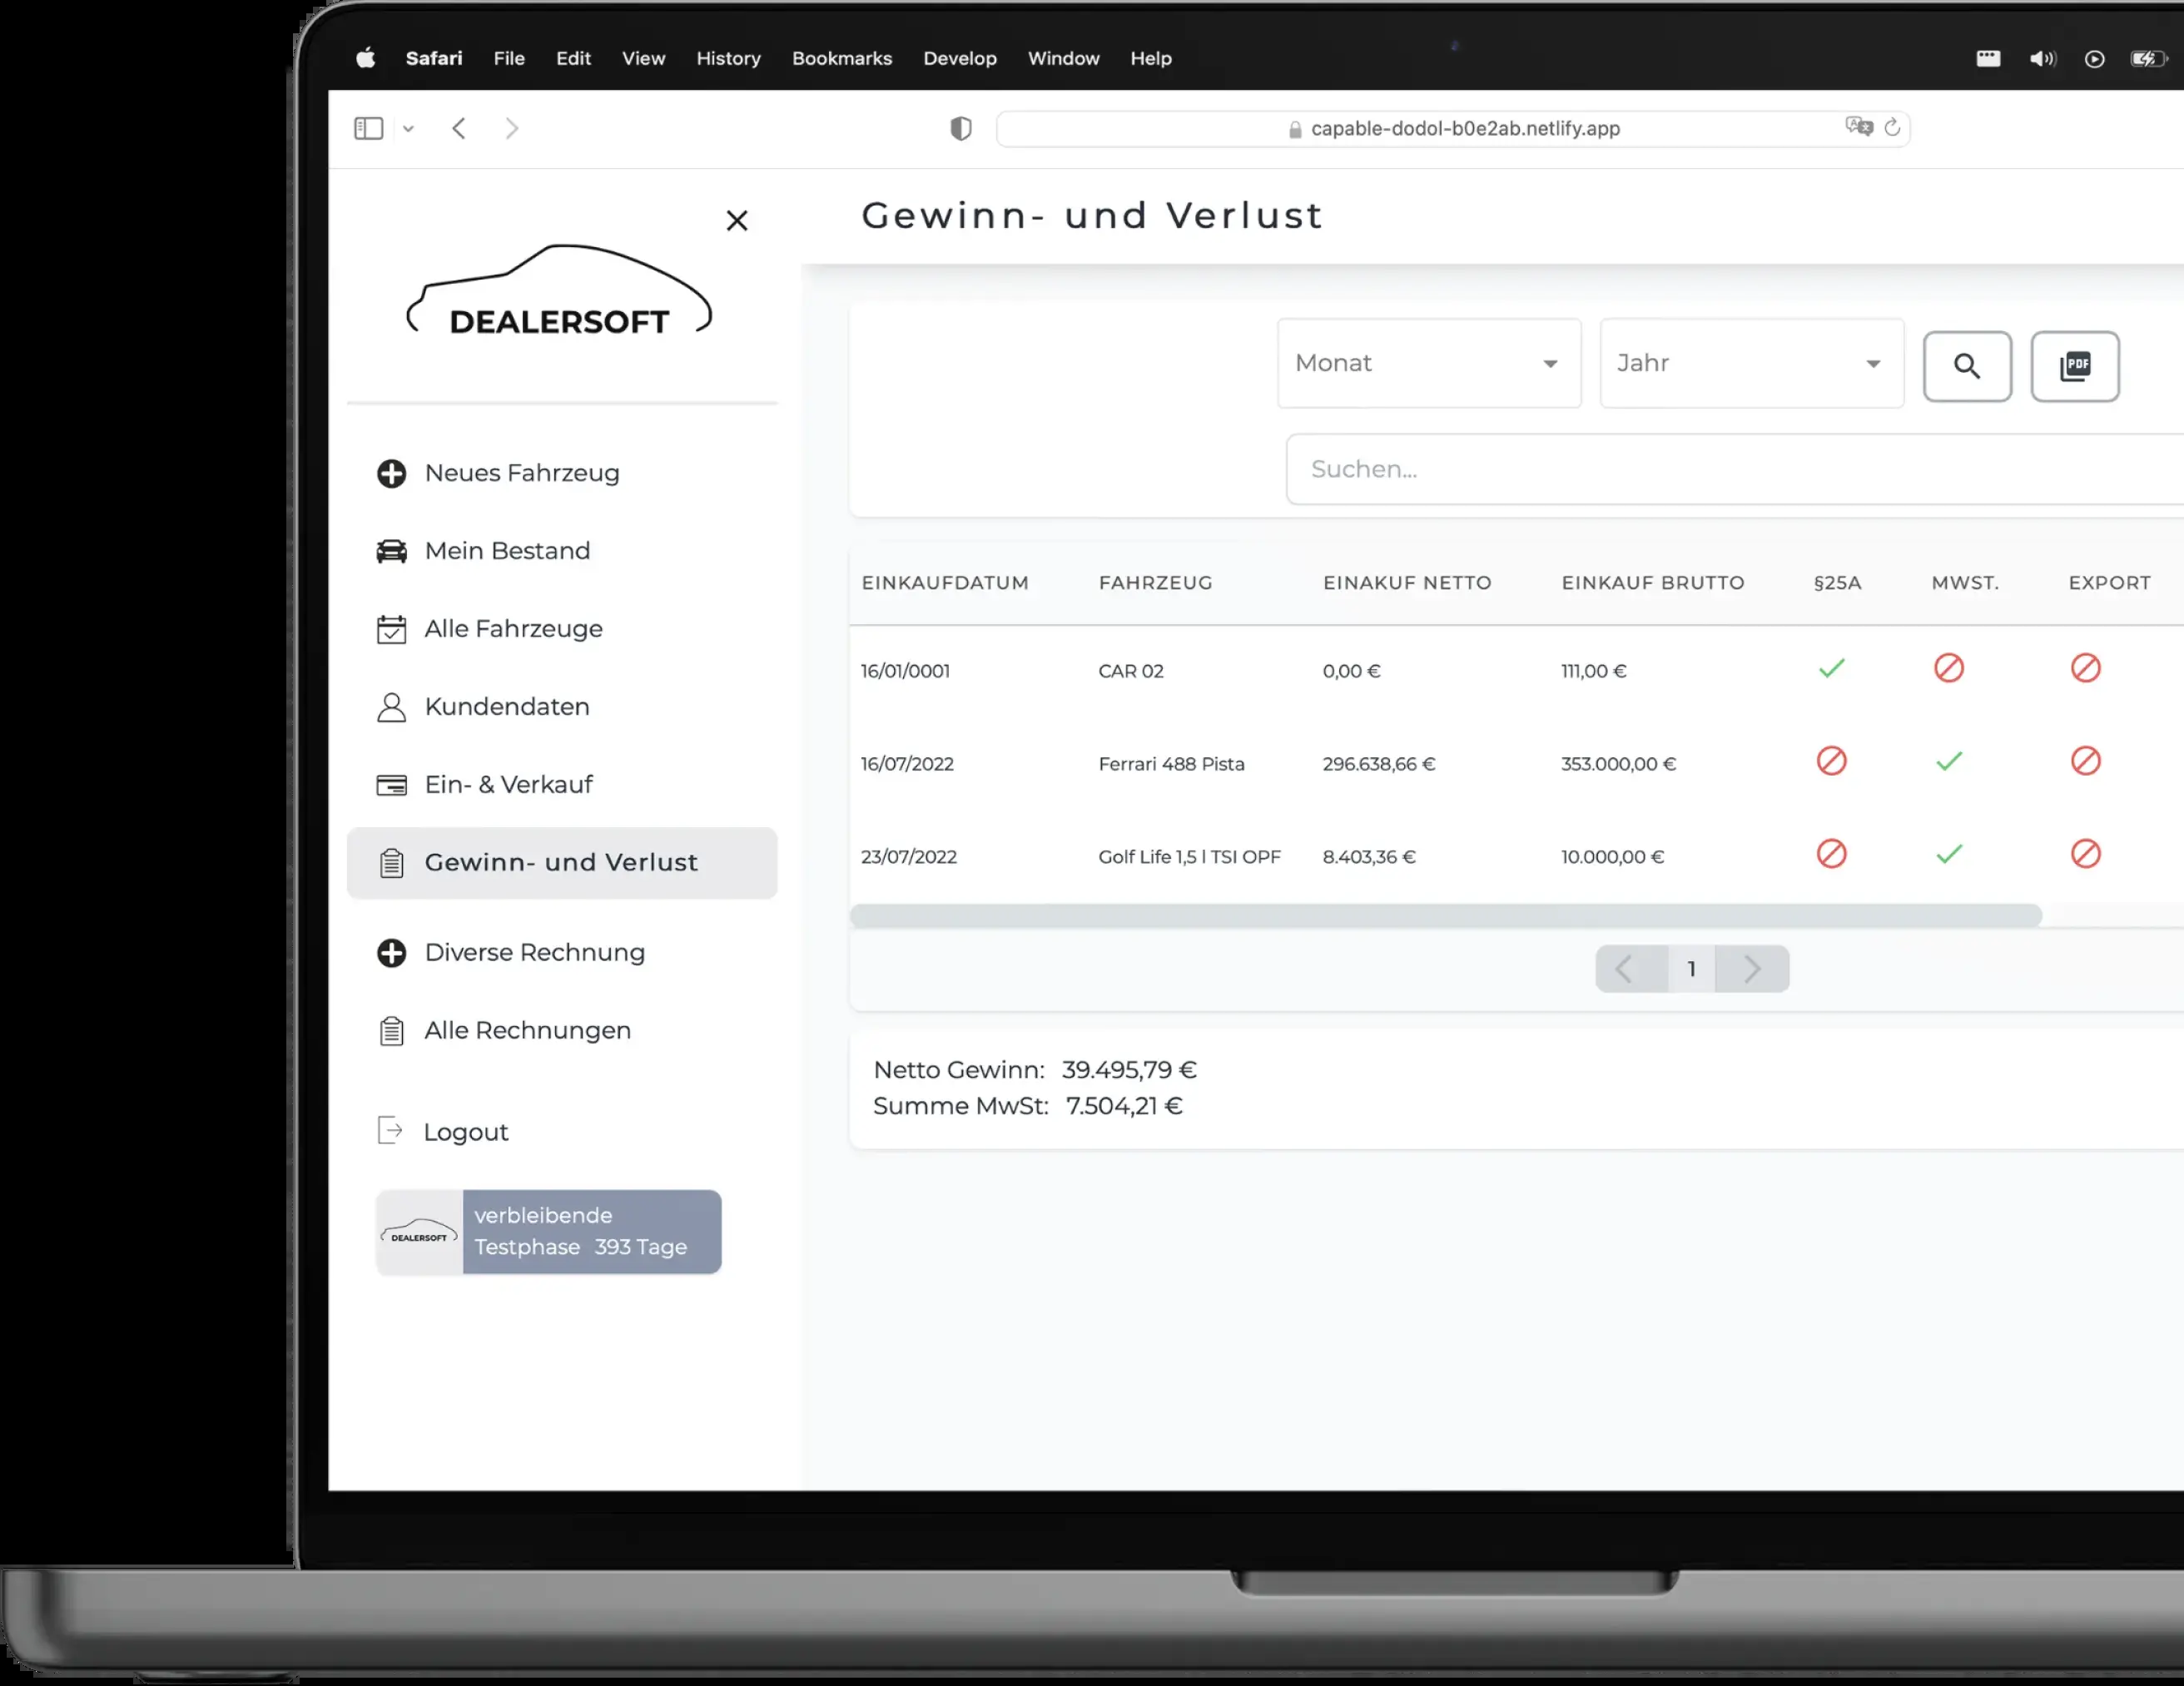 Safari File Edit View History Bookmarks Develop Window Help
capable-dodol-b0e2ab.netlify.app
DEALERSOFT
Gewinn- und Verlust
Monat
Jahr
PDF
Suchen...
Neues Fahrzeug
Mein Bestand
Alle Fahrzeuge
Kundendaten
Ein- & Verkauf
Gewinn- und Verlust
Diverse Rechnung
Alle Rechnungen
Logout
DEALERSOFT
verbleibende
Testphase 393 Tage
EINKAUFDATUM FAHRZEUG EINAKUF NETTO EINKAUF BRUTTO §25A MWST. EXPORT
16/01/0001 CAR 02 0,00 € 111,00 €
16/07/2022 Ferrari 488 Pista 296.638,66 € 353.000,00 €
23/07/2022 Golf Life 1,5 l TSI OPF 8.403,36 € 10.000,00 €
1
Netto Gewinn: 39.495,79 €
Summe MwSt: 7.504,21 €